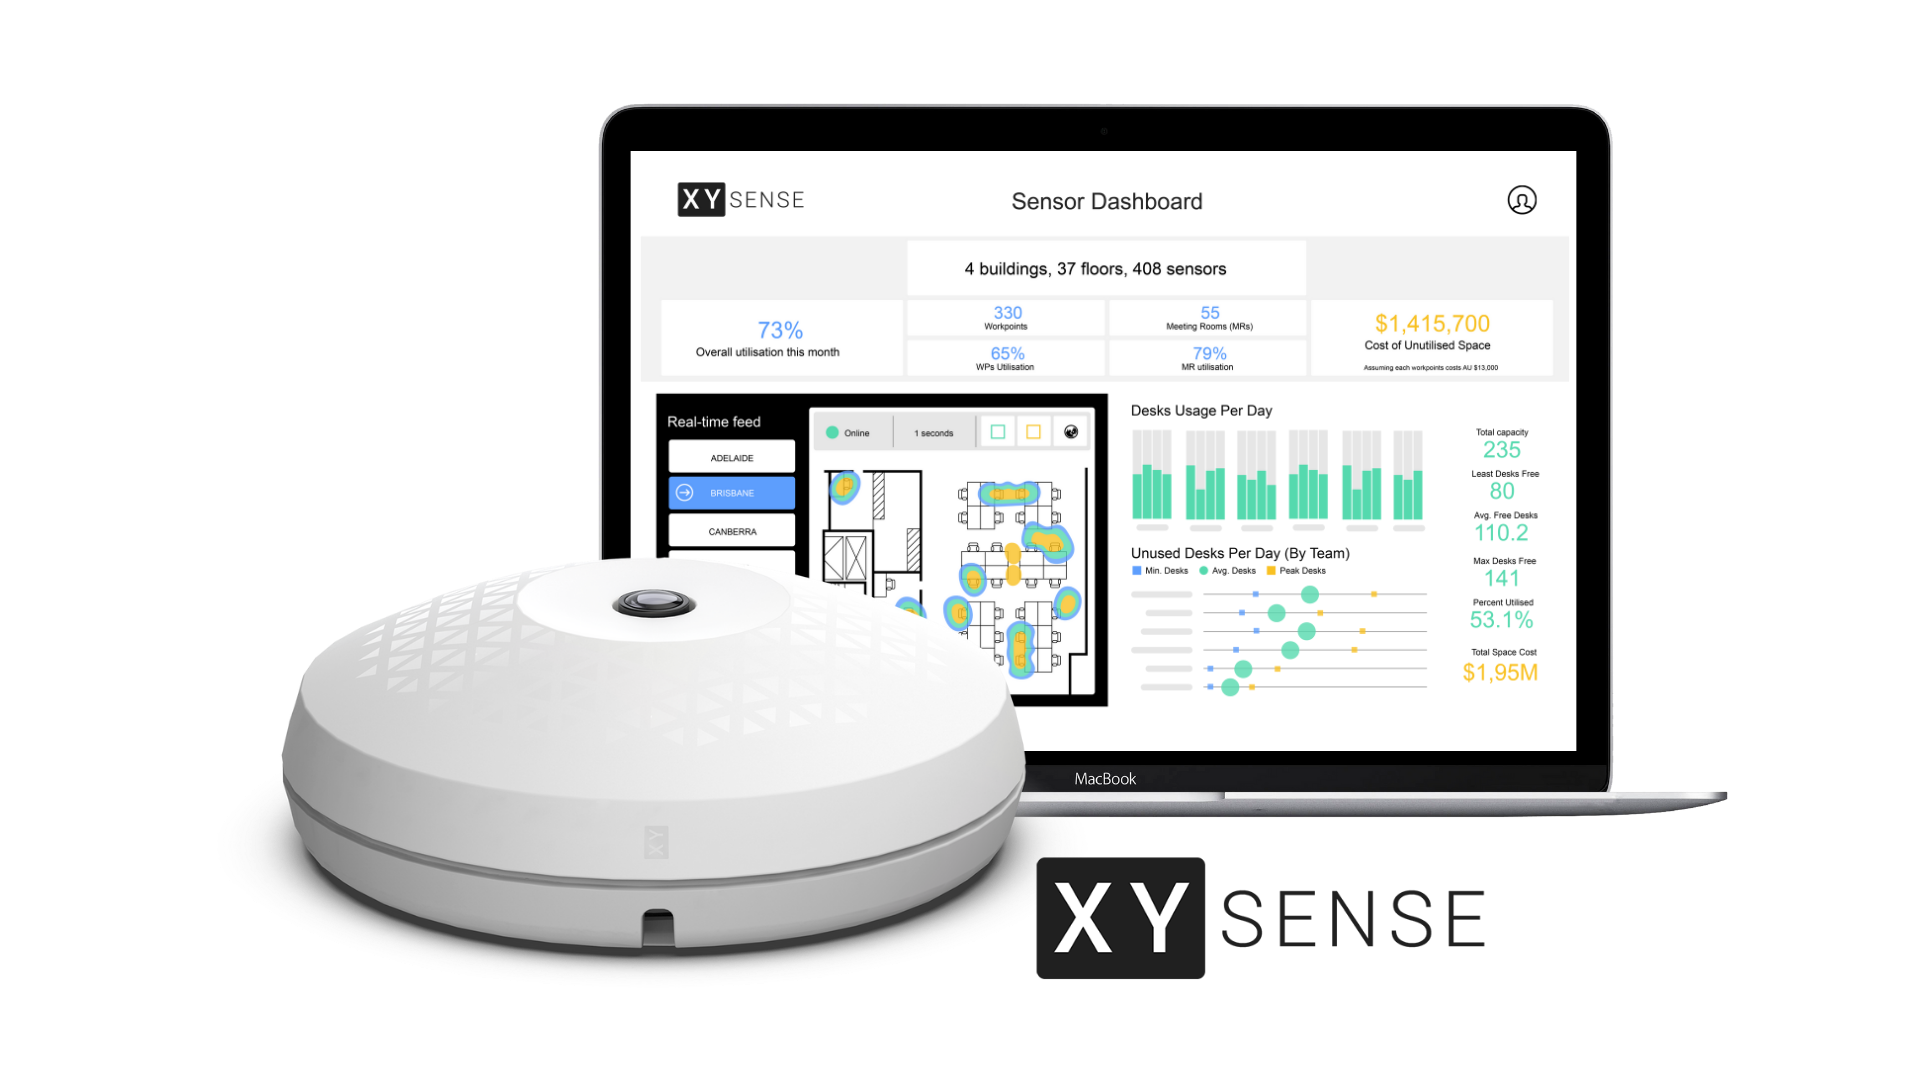 XY SENSE
Sensor Dashboard
4 buildings, 37 floors, 408 sensors
73%
Overall utilisation this month
330
Workpoints
55
Meeting Rooms (MRs)
65%
WPs Utilisation
79%
MR utilisation
$1,415,700
Cost of Unutilised Space
Assuming each workpoints costs AU $13,000
Real-time feed
ADELAIDE
BRISBANE
CANBERRA
Online
1 seconds
Desks Usage Per Day
Unused Desks Per Day (By Team)
Min. Desks
Avg. Desks
Peak Desks
Total capacity
235
Least Desks Free
80
Avg. Free Desks
110.2
Max Desks Free
141
Percent Utilised
53.1%
Total Space Cost
$1,95M
MacBook
XY
XY SENSE